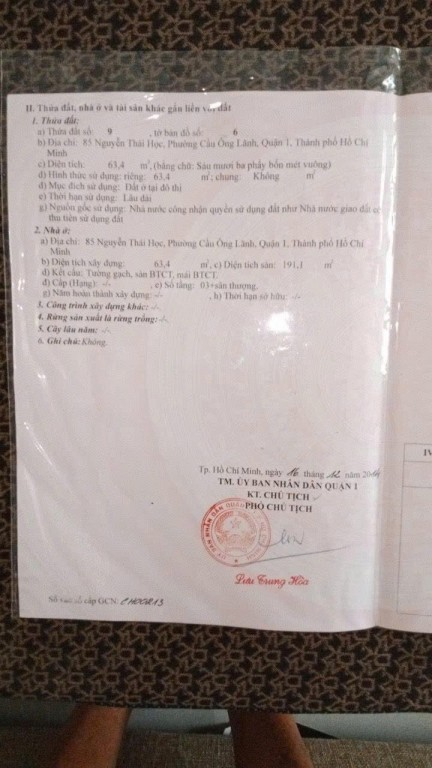 II. Thửa đất, nhà ở và tài sản khác gắn liền với đất
1. Thửa đất:
a) Thửa đất số: 9 , tờ bản đồ số: 6
b) Địa chỉ: 85 Nguyễn Thái Học, Phường Cầu Ông Lãnh, Quận 1, Thành phố Hồ Chí
Minh
c) Diện tích: 63,4 m², (bằng chữ: Sáu mươi ba phẩy bốn mét vuông)
d) Hình thức sử dụng: riêng: 63,4 m²; chung: Không m²
đ) Mục đích sử dụng: Đất ở tại đô thị
e) Thời hạn sử dụng: Lâu dài
g) Nguồn gốc sử dụng: Nhà nước công nhận quyền sử dụng đất như Nhà nước giao đất có
thu tiền sử dụng đất
2. Nhà ở:
a) Địa chỉ: 85 Nguyễn Thái Học, Phường Cầu Ông Lãnh, Quận 1, Thành phố Hồ Chí
Minh
b) Diện tích xây dựng: 63,4 m², c) Diện tích sàn: 191,1 m²
d) Kết cấu: Tường gạch, sàn BTCT, mái BTCT.
đ) Cấp (Hạng): -/- , e) Số tầng: 03+sân thượng.
g) Năm hoàn thành xây dựng: -/- , h) Thời hạn sở hữu: -/-
3. Công trình xây dựng khác: -/-
4. Rừng sản xuất là rừng trồng: -/-
5. Cây lâu năm: -/-
6. Ghi chú: Không.
IV
Tp. Hồ Chí Minh, ngày 16 tháng 12 năm
TM. ỦY BAN NHÂN DÂN QUẬN 1
KT. CHỦ TỊCH
PHÓ CHỦ TỊCH
Lưu Trung Hòa
Số vào sổ cấp GCN: